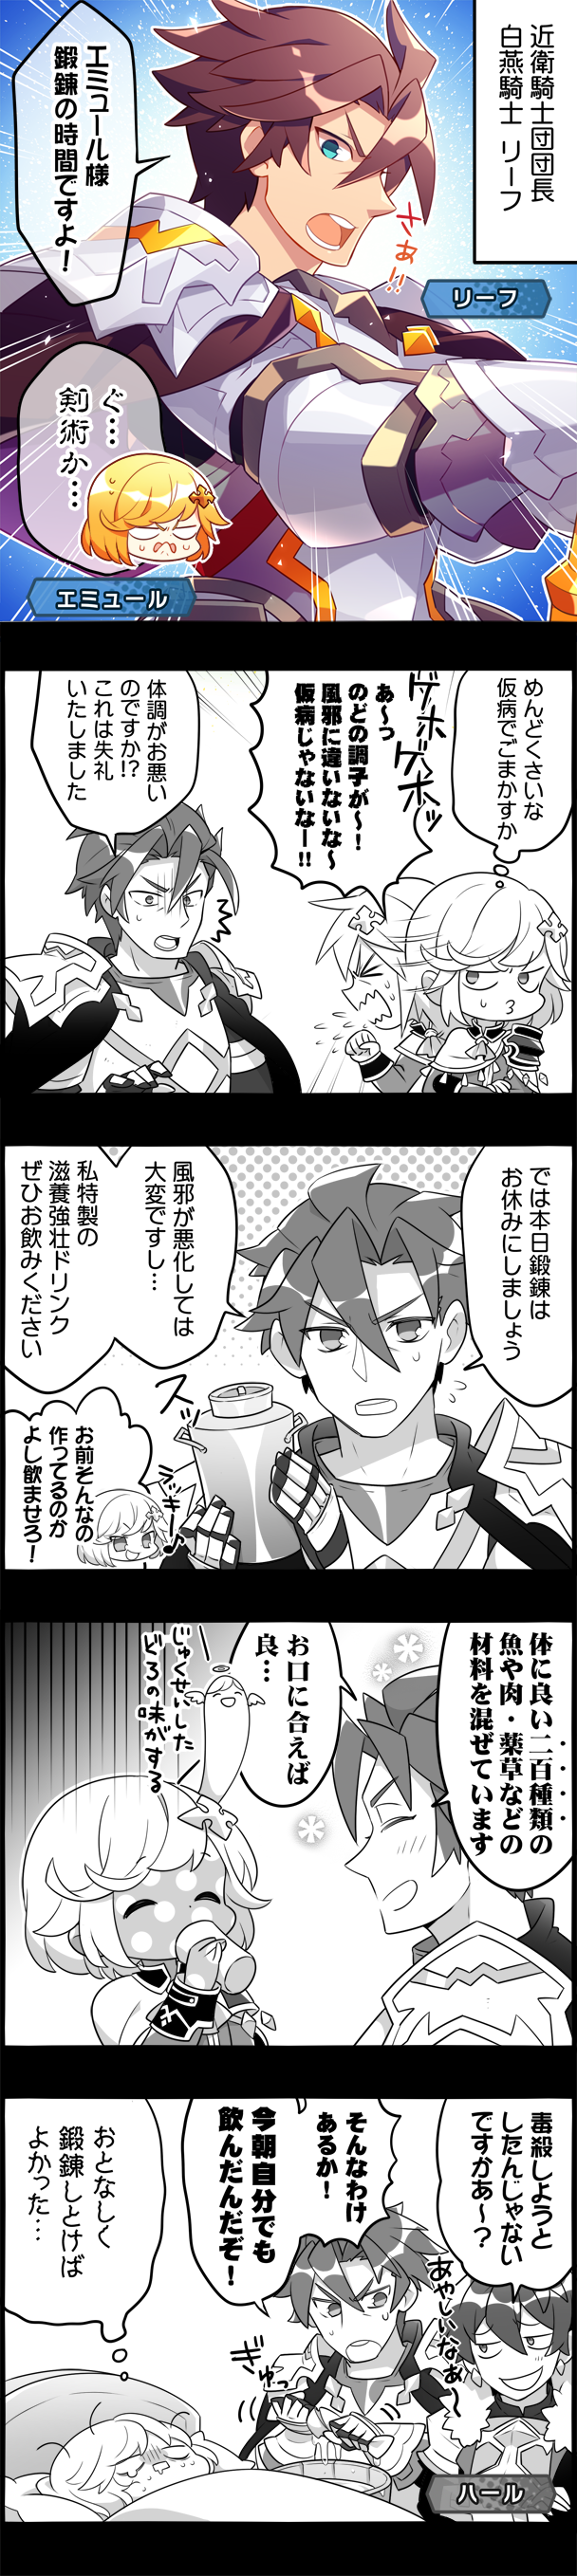 近衛騎士団団長
白燕騎士 リーフ
エミュール様
鍛錬の時間ですよ！
さぁ!!
リーフ
ぐ…
剣術か…
エミュール
めんどくさいな
仮病でごまかすか
ゲホ
ゲホッ
あ～っ
のどの調子が～！
風邪に違いないな～
仮病じゃないなー!!
体調がお悪い
のですか!?
これは失礼
いたしました
では本日鍛錬は
お休みにしましょう
風邪が悪化しては
大変ですし…
私特製の
滋養強壮ドリンク
ぜひお飲みください
スッ
ラッキー♪
お前そんなの
作ってるのか
よし飲ませろ！
体に良い二百種類の
魚や肉・薬草などの
材料を混ぜています
お口に合えば
良…
じゅくせいした
どろの味がする
毒殺しようと
したんじゃない
ですかあ～？
あやしいなあ～
そんなわけ
あるか！
今朝自分でも
飲んだんだぞ！
ぎゅっ
おとなしく
鍛錬しとけば
よかった…
ハール